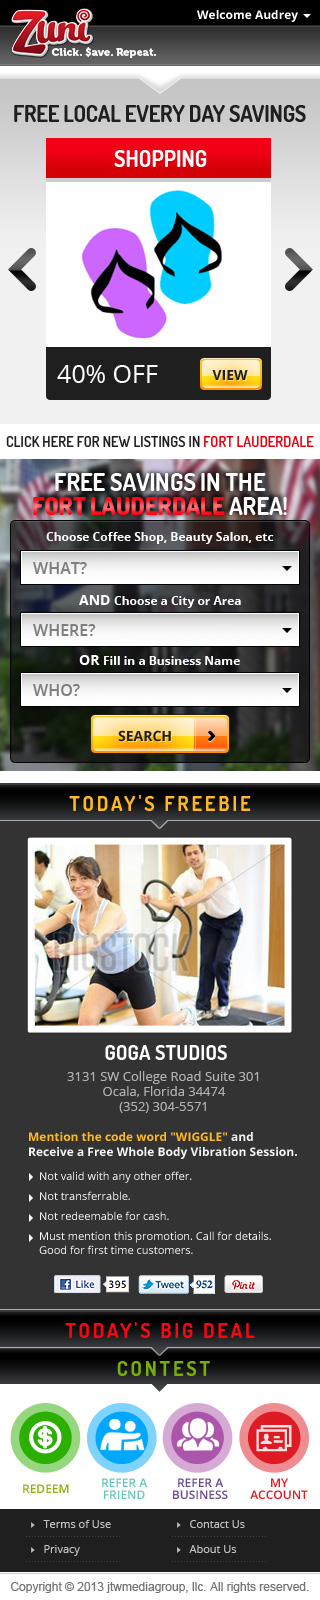 Zuni
Click. $ave. Repeat.
Welcome Audrey
FREE LOCAL EVERY DAY SAVINGS
SHOPPING
40% OFF
VIEW
CLICK HERE FOR NEW LISTINGS IN FORT LAUDERDALE
FREE SAVINGS IN THE
FORT LAUDERDALE AREA!
Choose Coffee Shop, Beauty Salon, etc
WHAT?
AND Choose a City or Area
WHERE?
OR Fill in a Business Name
WHO?
SEARCH
TODAY'S FREEBIE
BIGSTOCK
GOGA STUDIOS
3131 SW College Road Suite 301
Ocala, Florida 34474
(352) 304-5571
Mention the code word "WIGGLE" and
Receive a Free Whole Body Vibration Session.
Not valid with any other offer.
Not transferrable.
Not redeemable for cash.
Must mention this promotion. Call for details.
Good for first time customers.
Like 395 Tweet 952 Pin it
TODAY'S BIG DEAL
CONTEST
REDEEM
REFER A
FRIEND
REFER A
BUSINESS
MY
ACCOUNT
Terms of Use
Contact Us
Privacy
About Us
Copyright © 2013 jtwmediagroup, llc. All rights reserved.